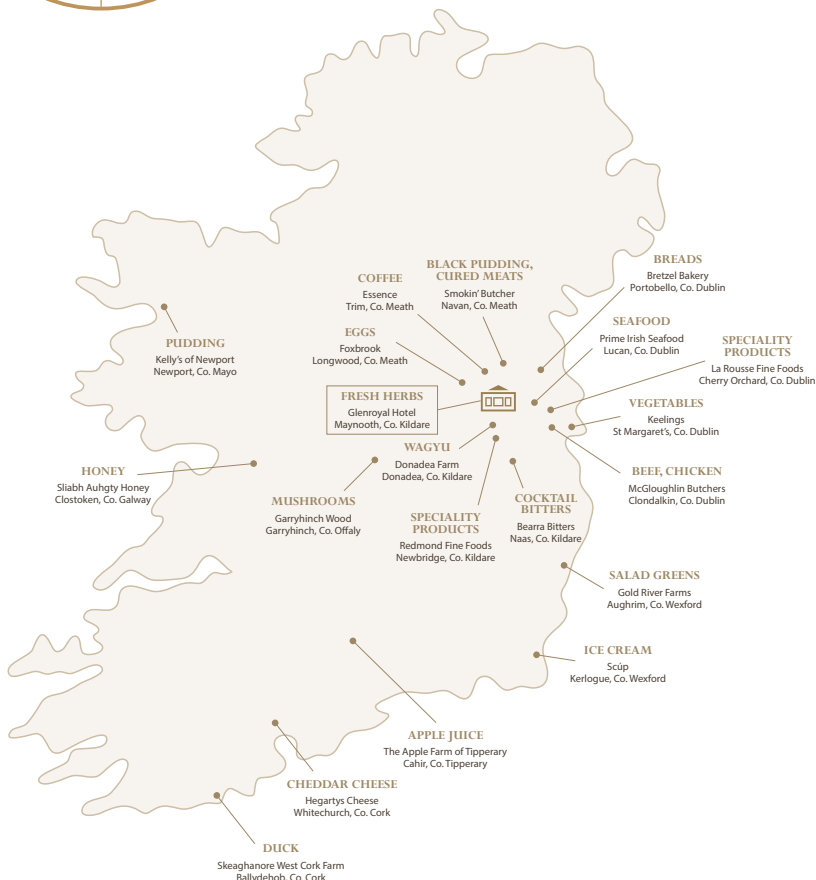 BREADS
Bretzel Bakery
Portobello, Co. Dublin
BLACK PUDDING,
CURED MEATS
Smokin’ Butcher
Navan, Co. Meath
COFFEE
Essence
Trim, Co. Meath
SEAFOOD
Prime Irish Seafood
Lucan, Co. Dublin
EGGS
Foxbrook
Longwood, Co. Meath
SPECIALITY
PRODUCTS
La Rousse Fine Foods
Cherry Orchard, Co. Dublin
PUDDING
Kelly’s of Newport
Newport, Co. Mayo
FRESH HERBS
Glenroyal Hotel
Maynooth, Co. Kildare
VEGETABLES
Keelings
St Margaret’s, Co. Dublin
WAGYU
Donadea Farm
Donadea, Co. Kildare
HONEY
Sliabh Aughty Honey
Clostoken, Co. Galway
BEEF, CHICKEN
McGloughlin Butchers
Clondalkin, Co. Dublin
MUSHROOMS
Garryhinch Wood
Garryhinch, Co. Offaly
COCKTAIL
BITTERS
Bearra Bitters
Naas, Co. Kildare
SPECIALITY
PRODUCTS
Redmond Fine Foods
Newbridge, Co. Kildare
SALAD GREENS
Gold River Farms
Aughrim, Co. Wexford
ICE CREAM
Scúp
Kerlogue, Co. Wexford
APPLE JUICE
The Apple Farm of Tipperary
Cahir, Co. Tipperary
CHEDDAR CHEESE
Hegartys Cheese
Whitechurch, Co. Cork
DUCK
Skeaghanore West Cork Farm
Ballydehob, Co. Cork